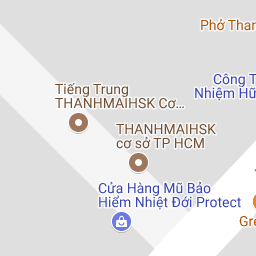 Phở Than
Công T
Nhiệm Hữ
Tiếng Trung
THANHMAIHSK Cơ...
THANHMAIHSK
cơ sở TP HCM
Cửa Hàng Mũ Bảo
Hiểm Nhiệt Đới Protect
Gre